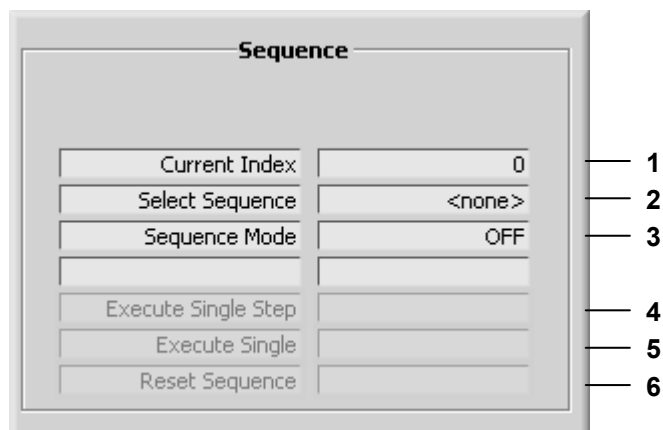 Sequence
Current Index 0 1
Select Sequence <none> 2
Sequence Mode OFF 3
Execute Single Step 4
Execute Single 5
Reset Sequence 6